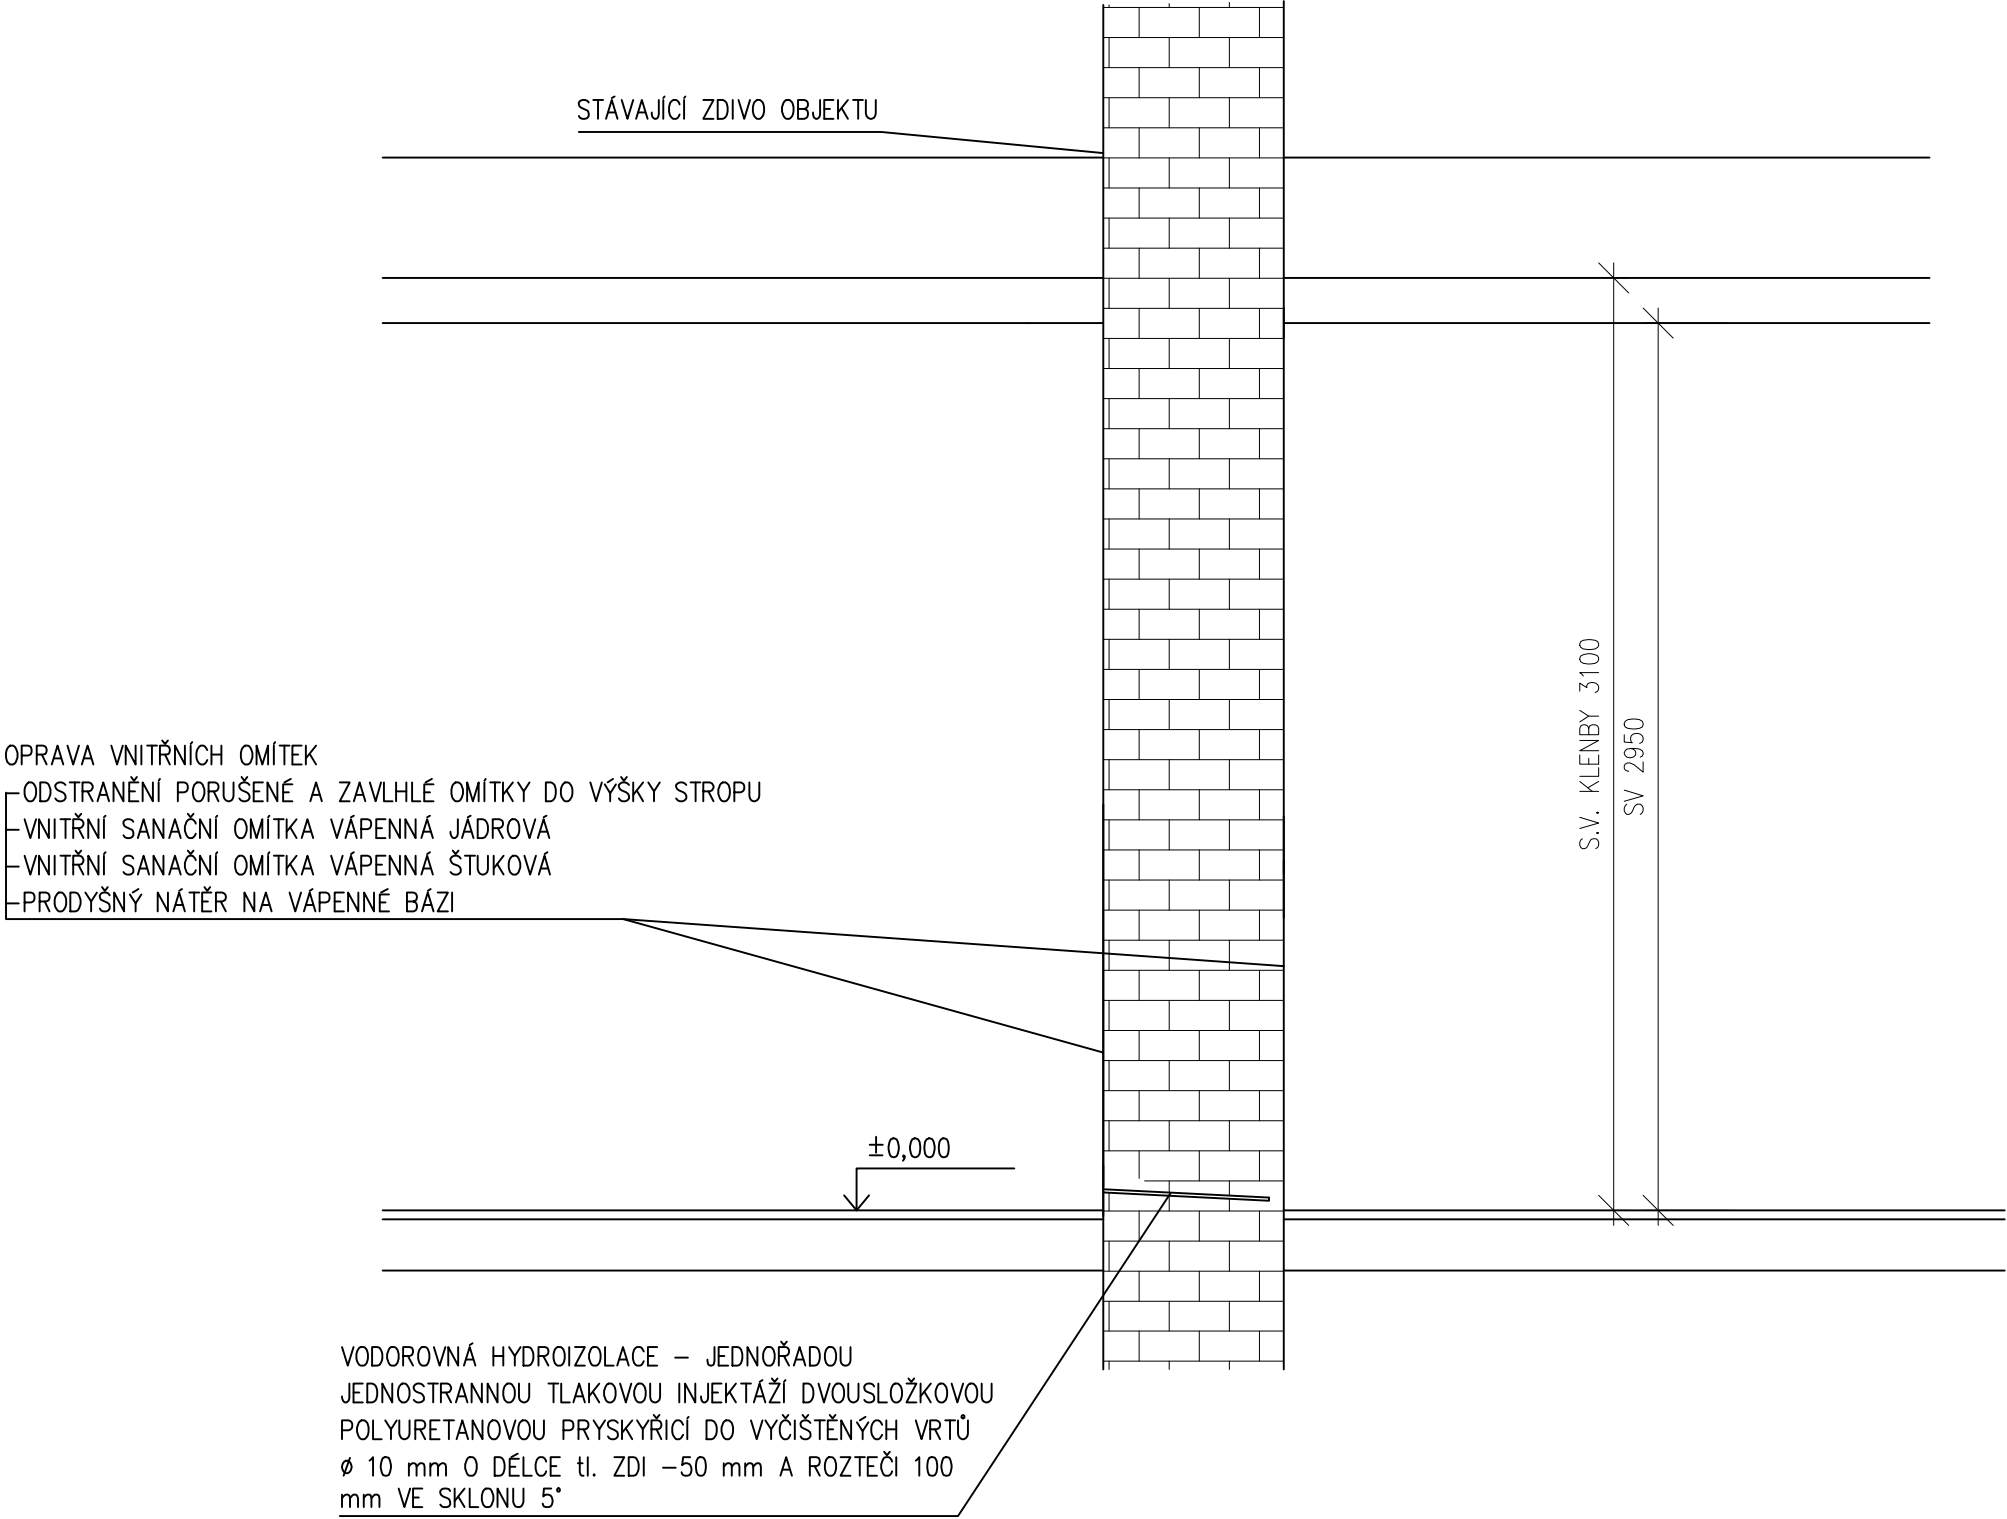 STÁVAJÍCÍ ZDIVO OBJEKTU
S.V. KLENBY 3100
SV 2950
OPRAVA VNITŘNÍCH OMÍTEK
-ODSTRANĚNÍ PORUŠENÉ A ZAVLHLÉ OMÍTKY DO VÝŠKY STROPU
-VNITŘNÍ SANAČNÍ OMÍTKA VÁPENNÁ JÁDROVÁ
-VNITŘNÍ SANAČNÍ OMÍTKA VÁPENNÁ ŠTUKOVÁ
-PRODYŠNÝ NÁTĚR NA VÁPENNÉ BÁZI
±0,000
VODOROVNÁ HYDROIZOLACE – JEDNOŘADOU
JEDNOSTRANNOU TLAKOVOU INJEKTÁŽÍ DVOUSLOŽKOVOU
POLYURETANOVOU PRYSKYŘICÍ DO VYČIŠTĚNÝCH VRTŮ
ø 10 mm O DÉLCE tl. ZDI –50 mm A ROZTEČI 100
mm VE SKLONU 5°